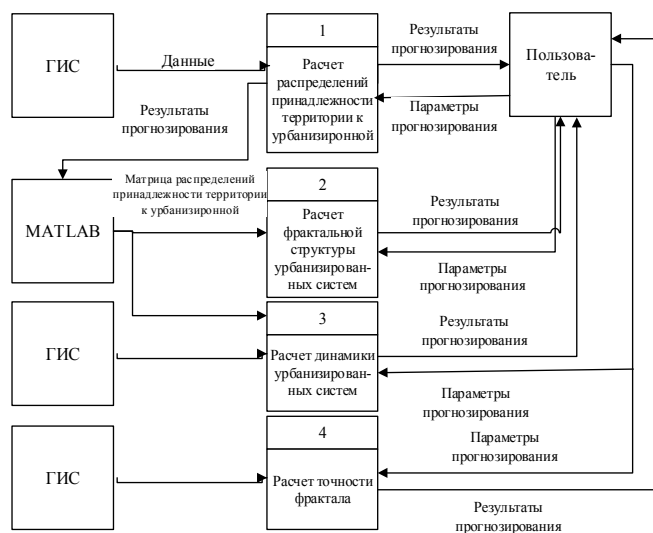 ГИС
Данные
1
Расчет
распределений
принадлежности
территории к
урбанизиронной
Результаты
прогнозирования
Параметры
прогнозирования
Пользова-
тель
Результаты
прогнозирования
MATLAB
Матрица распределений
принадлежности территории
к урбанизиронной
2
Расчет
фрактальной
структуры
урбанизирован-
ных систем
Результаты
прогнозирования
Параметры
прогнозирования
ГИС
3
Расчет динамики
урбанизирован-
ных систем
Результаты
прогнозирования
Параметры
прогнозирования
ГИС
4
Расчет точности
фрактала
Параметры
прогнозирования
Результаты
прогнозирования